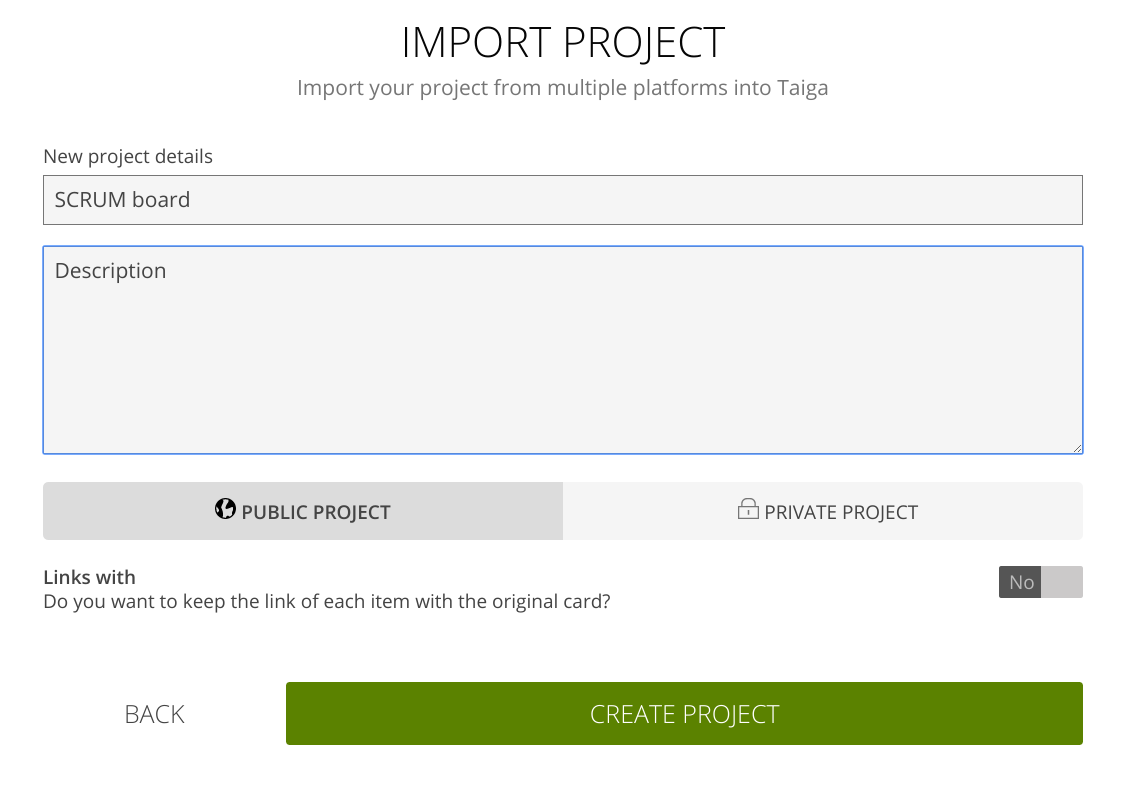 IMPORT PROJECT
Import your project from multiple platforms into Taiga
New project details
SCRUM board
Description
PUBLIC PROJECT
PRIVATE PROJECT
Links with
Do you want to keep the link of each item with the original card?
No
BACK
CREATE PROJECT